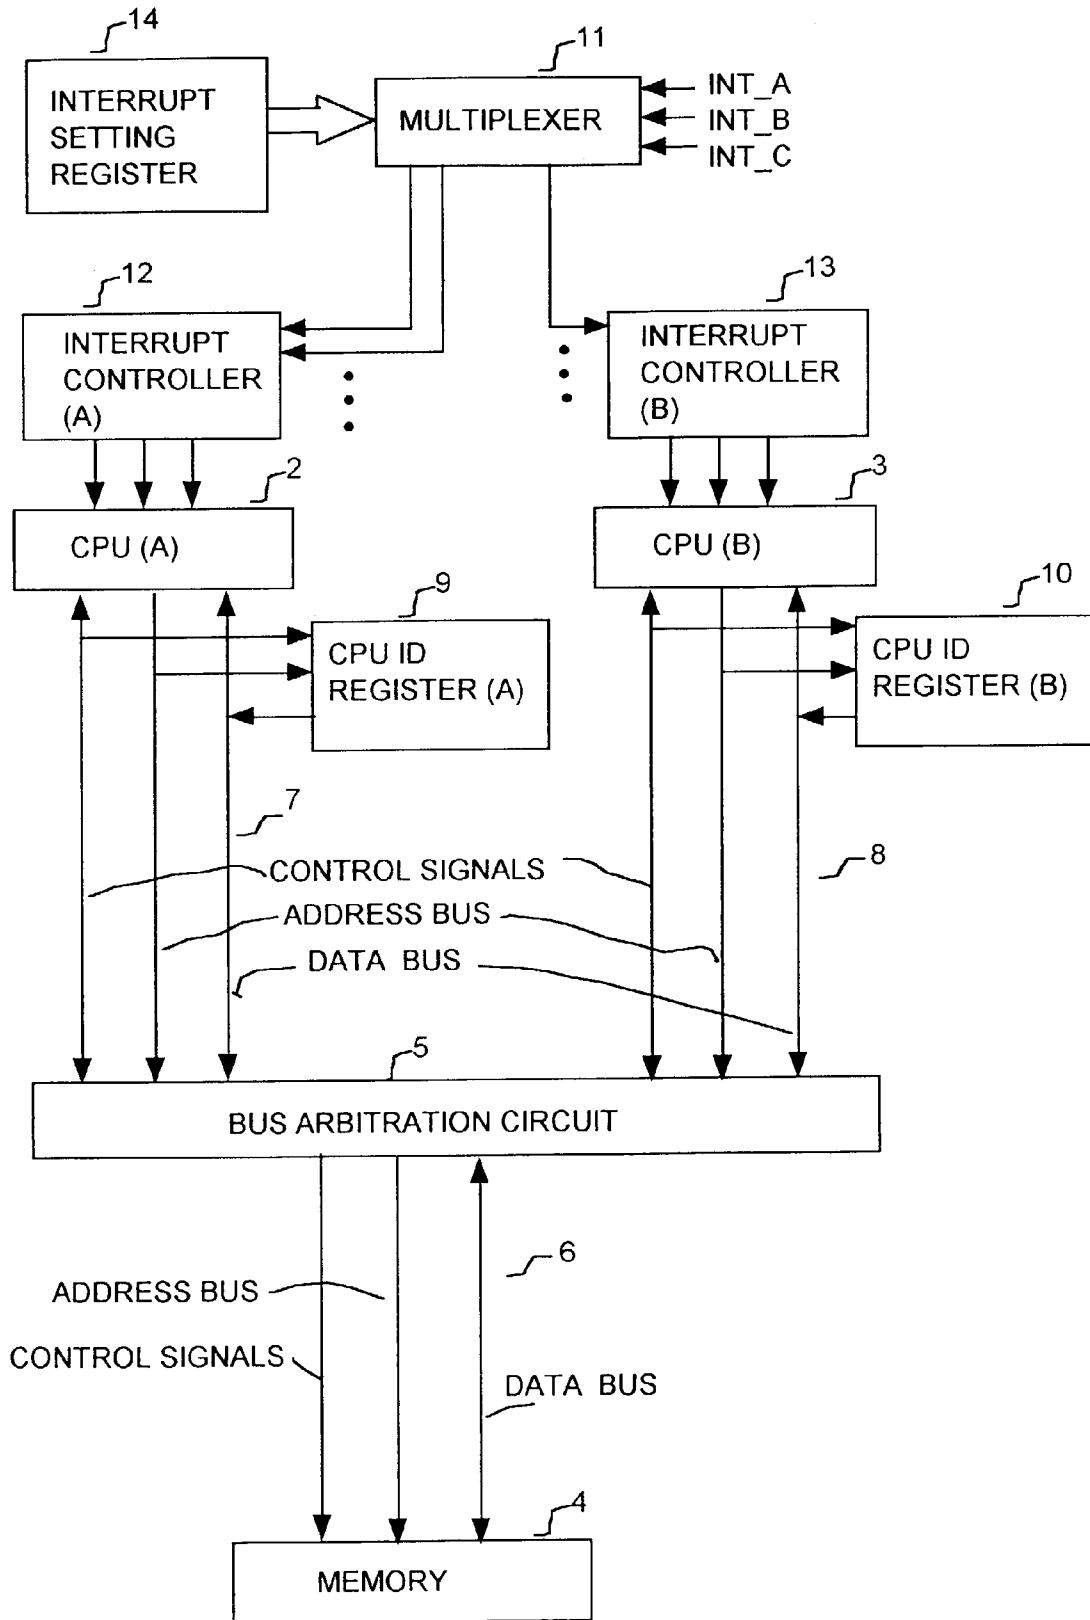 14
INTERRUPT
SETTING
REGISTER
11
MULTIPLEXER
INT_A
INT_B
INT_C
12
INTERRUPT
CONTROLLER
(A)
13
INTERRUPT
CONTROLLER
(B)
2
CPU (A)
3
CPU (B)
9
CPU ID
REGISTER (A)
10
CPU ID
REGISTER (B)
7
8
CONTROL SIGNALS
ADDRESS BUS
DATA BUS
5
BUS ARBITRATION CIRCUIT
6
ADDRESS BUS
CONTROL SIGNALS
DATA BUS
4
MEMORY